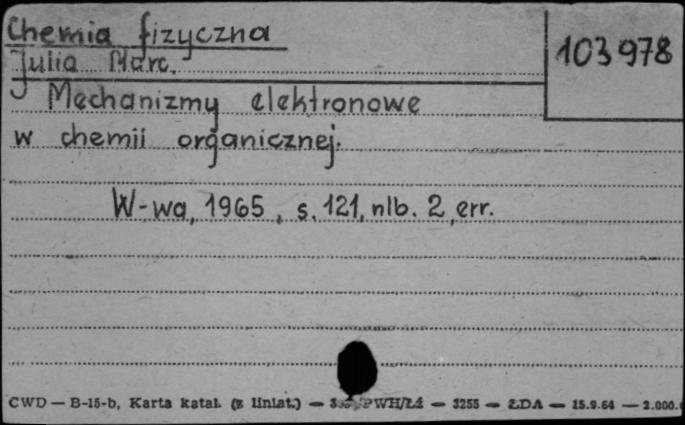 Chemia fizyczna
103978
Julia Marc.
Mechanizmy elektronowe
w chemii organicznej.
W-wa, 1965, s. 121, nlb. 2, err.
CWD — B-15-b, Karta katal. (z liniat.) — PWH/Łź — 3255 — ŁDA — 15.9.64 — 2.000.